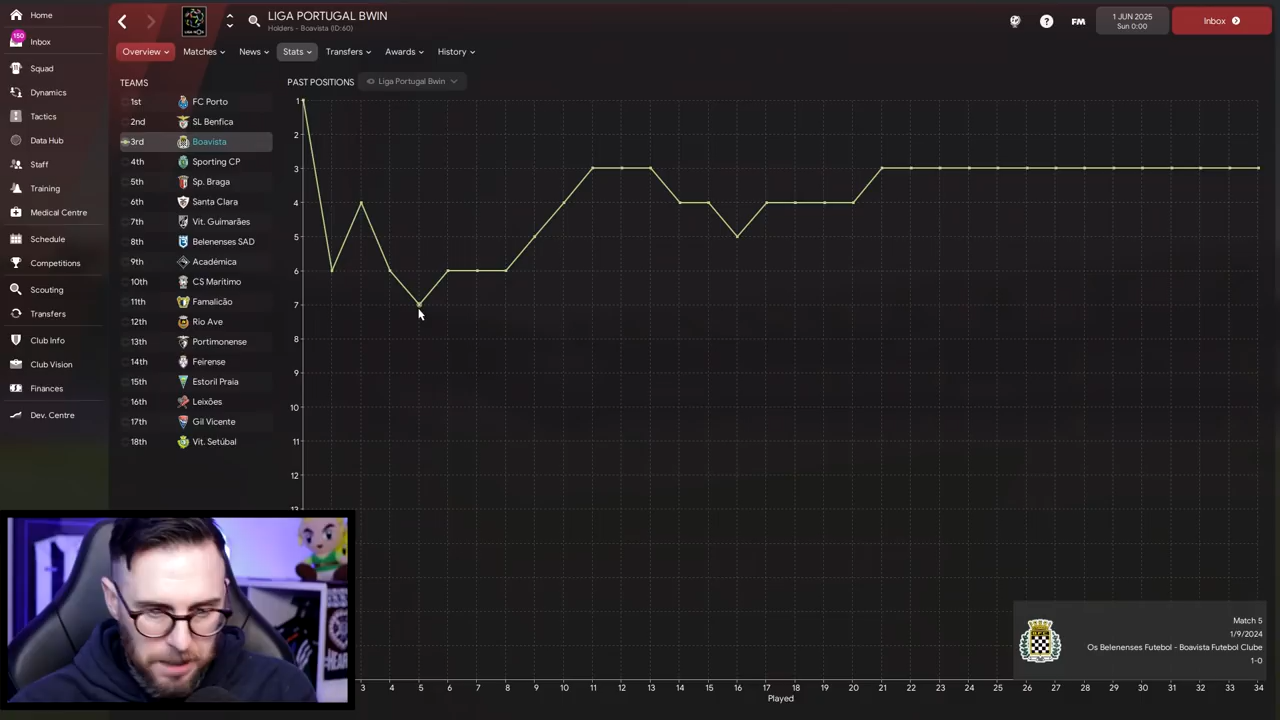 Home
150
Inbox
Squad
Dynamics
Tactics
Data Hub
Staff
Training
Medical Centre
Schedule
Competitions
Scouting
Transfers
Club Info
Club Vision
Finances
Dev. Centre
LIGA PORTUGAL BWIN
Holders - Boavista (ID:60)
FM
1 JUN 2025
Sun 0:00
Inbox
Overview
Matches
News
Stats
Transfers
Awards
History
TEAMS
1st FC Porto
2nd SL Benfica
3rd Boavista
4th Sporting CP
5th Sp. Braga
6th Santa Clara
7th Vit. Guimarães
8th Belenenses SAD
9th Académica
10th CS Marítimo
11th Famalicão
12th Rio Ave
13th Portimonense
14th Feirense
15th Estoril Praia
16th Leixões
17th Gil Vicente
18th Vit. Setúbal
PAST POSITIONS Liga Portugal Bwin
1
2
3
4
5
6
7
8
9
10
11
12
13
3 4 5 6 7 8 9 10 11 12 13 14 15 16 17 18 19 20 21 22 23 24 25 26 27 28 29 30 31 32 33 34
Played
Match 5
1/9/2024
Os Belenenses Futebol - Boavista Futebol Clube
1-0